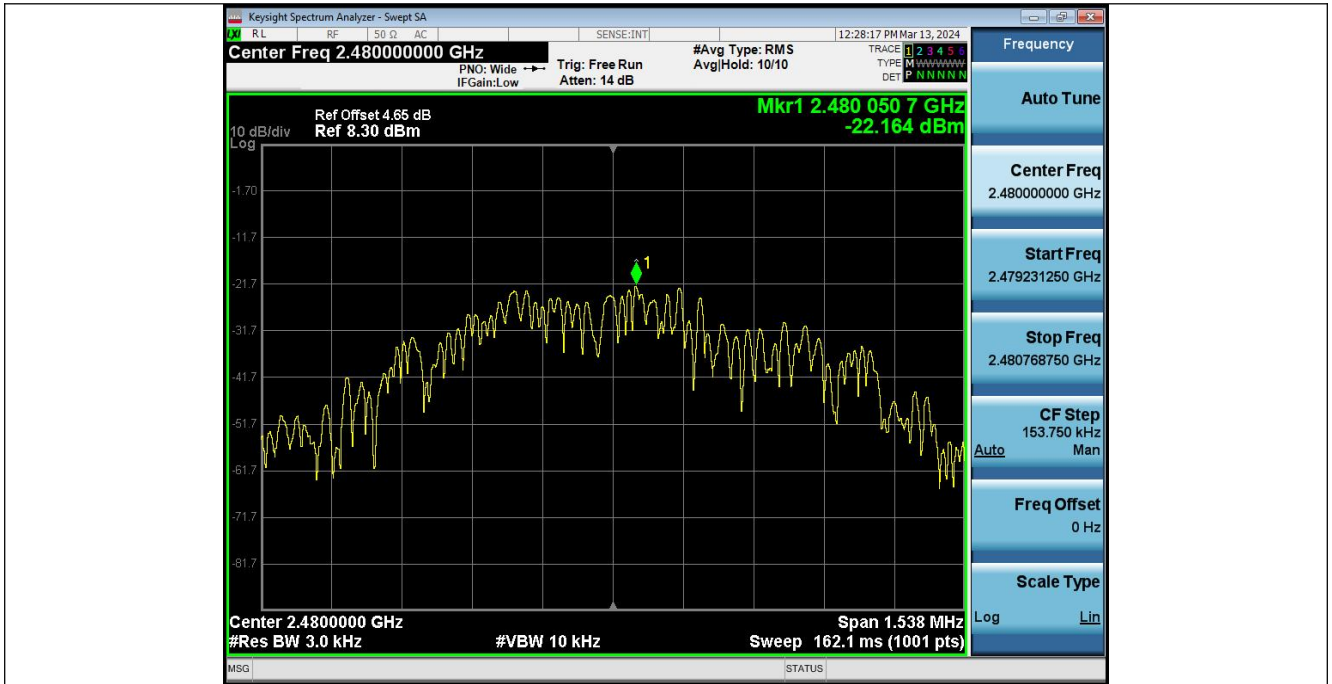 Keysight Spectrum Analyzer - Swept SA
LXI RL RF 50 Ω AC SENSE:INT 12:28:17 PM Mar 13, 2024
Center Freq 2.480000000 GHz
PNO: Wide
IFGain:Low
Trig: Free Run
Atten: 14 dB
#Avg Type: RMS
Avg|Hold: 10/10
TRACE 1 2 3 4 5 6
TYPE M WWWWW
DET P N N N N N
Mkr1 2.480 050 7 GHz
-22.164 dBm
Ref Offset 4.65 dB
10 dB/div Ref 8.30 dBm
Log
1
-1.70
-11.7
-21.7
-31.7
-41.7
-51.7
-61.7
-71.7
-81.7
Center 2.4800000 GHz Span 1.538 MHz
#Res BW 3.0 kHz #VBW 10 kHz Sweep 162.1 ms (1001 pts)
MSG STATUS
Frequency
Auto Tune
Center Freq
2.480000000 GHz
Start Freq
2.479231250 GHz
Stop Freq
2.480768750 GHz
CF Step
153.750 kHz
Auto Man
Freq Offset
0 Hz
Scale Type
Log Lin